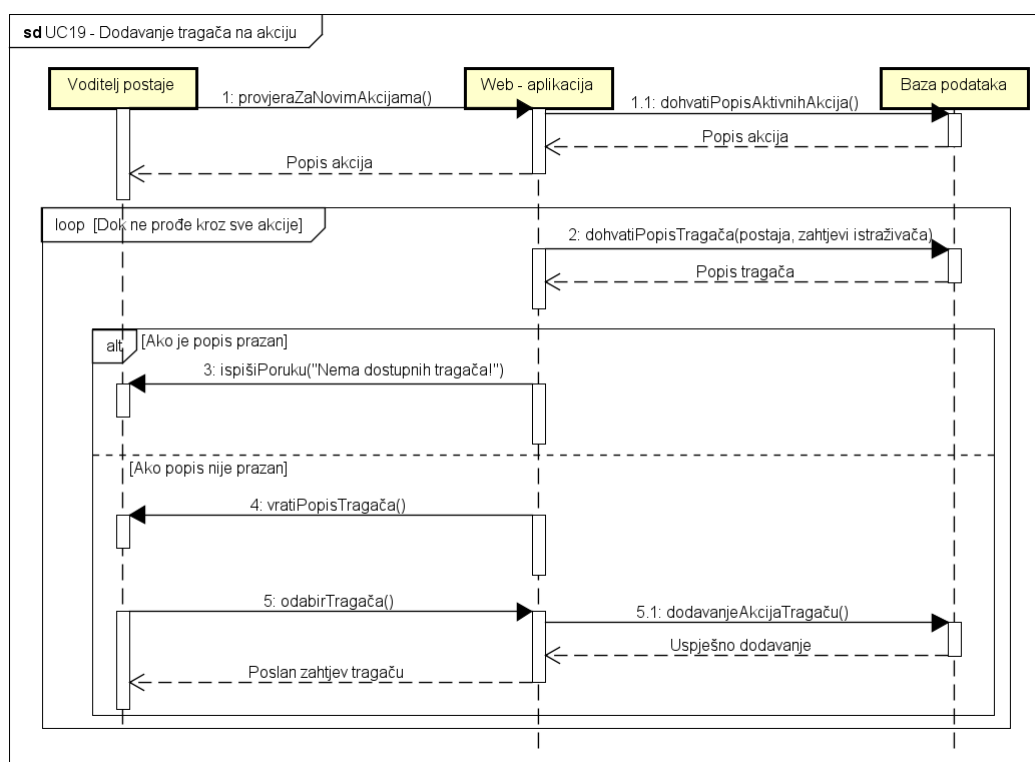 sd UC19 - Dodavanje tragača na akciju
Voditelj postaje
Web - aplikacija
Baza podataka
1: provjeraZaNovimAkcijama()
1.1: dohvatiPopisAktivnihAkcija()
Popis akcija
Popis akcija
loop [Dok ne prođe kroz sve akcije]
2: dohvatiPopisTragača(postaja, zahtjevi istraživača)
Popis tragača
alt [Ako je popis prazan]
3: ispišiPoruku("Nema dostupnih tragača!")
[Ako popis nije prazan]
4: vratiPopisTragača()
5: odabirTragača()
5.1: dodavanjeAkcijaTragaču()
Uspješno dodavanje
Poslan zahtjev tragaču